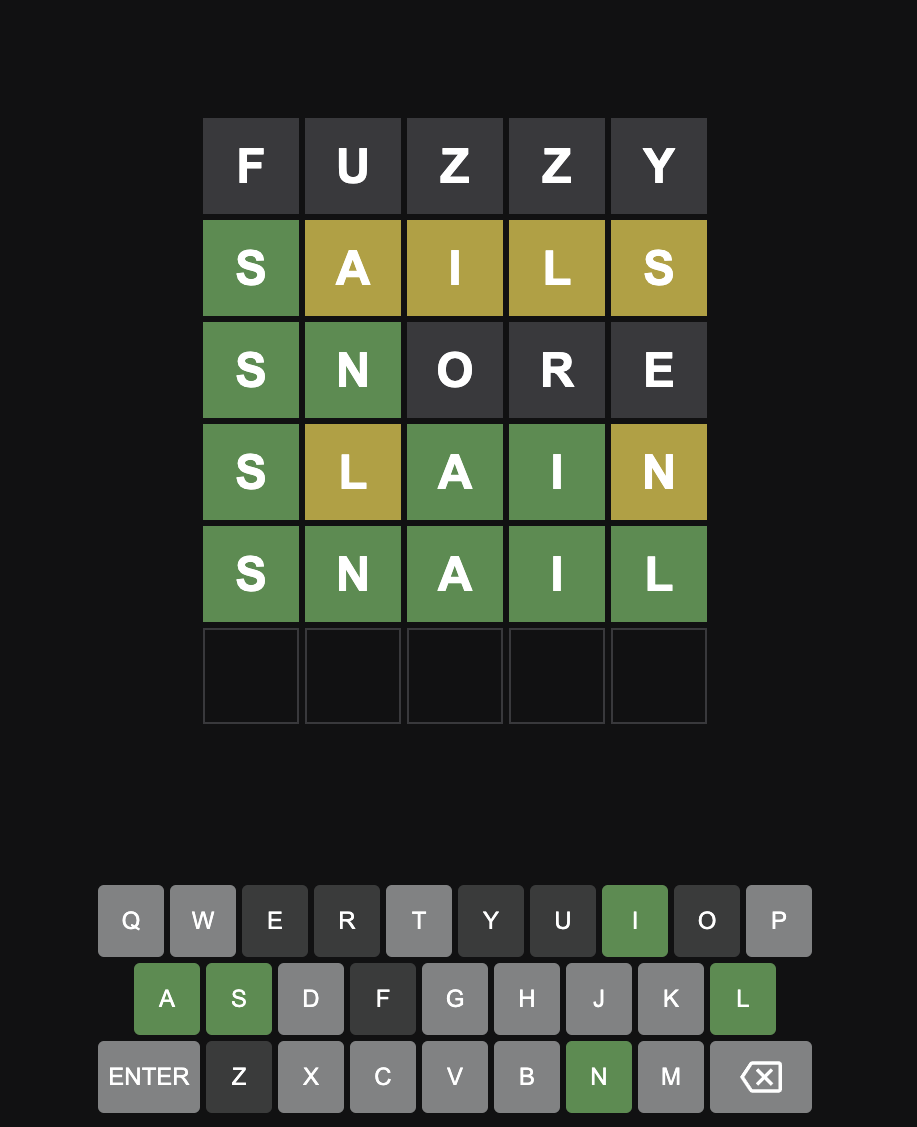 F U Z Z Y
S A I L S
S N O R E
S L A I N
S N A I L
Q W E R T Y U I O P
A S D F G H J K L
ENTER Z X C V B N M